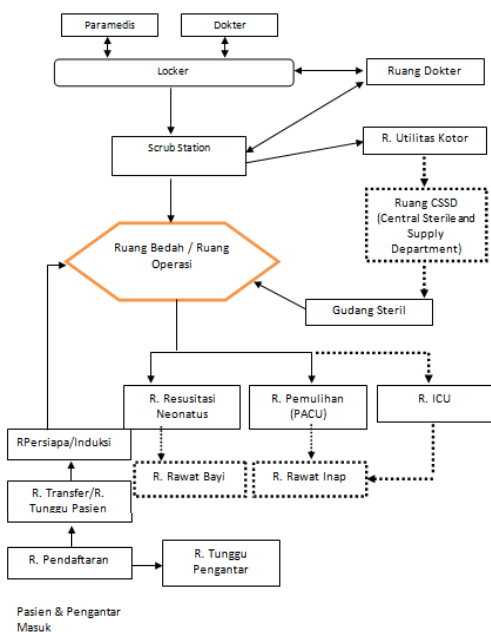 Paramedis
Dokter
Locker
Ruang Dokter
Scrub Station
R. Utilitas Kotor
Ruang CSSD
(Central Sterile and
Supply
Department)
Ruang Bedah / Ruang
Operasi
Gudang Steril
R. Resusitasi
Neonatus
R. Pemulihan
(PACU)
R. ICU
RPersiapa/Induksi
R. Rawat Bayi
R. Rawat Inap
R. Transfer/R.
Tunggu Pasien
R. Pendaftaran
R. Tunggu
Pengantar
Pasien & Pengantar
Masuk